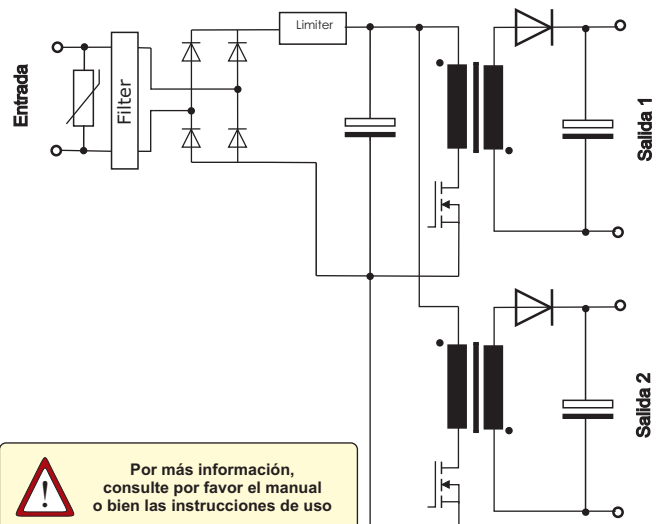 Limiter
Entrada
Filter
Salida 1
Salida 2
Por más información,
consulte por favor el manual
o bien las instrucciones de uso
!